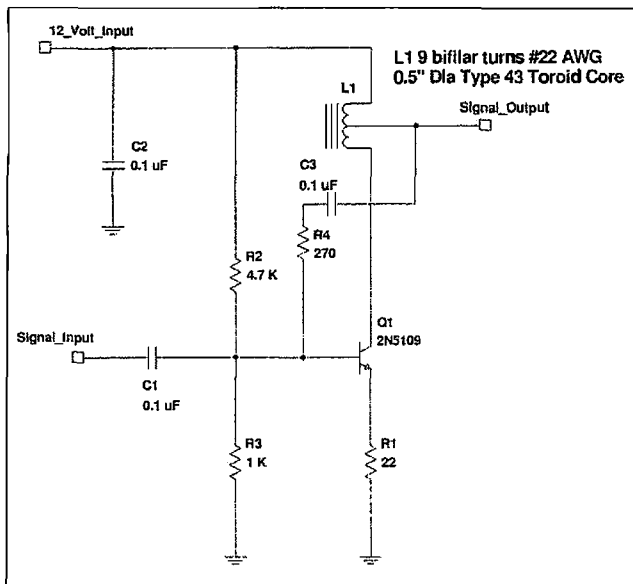 12_Volt_Input
L1 9 bifilar turns #22 AWG
0.5" Dia Type 43 Toroid Core
L1
Signal_Output
C2
0.1 uF
C3
0.1 uF
R4
270
R2
4.7 K
Q1
2N5109
Signal_Input
C1
0.1 uF
R3
1 K
R1
22